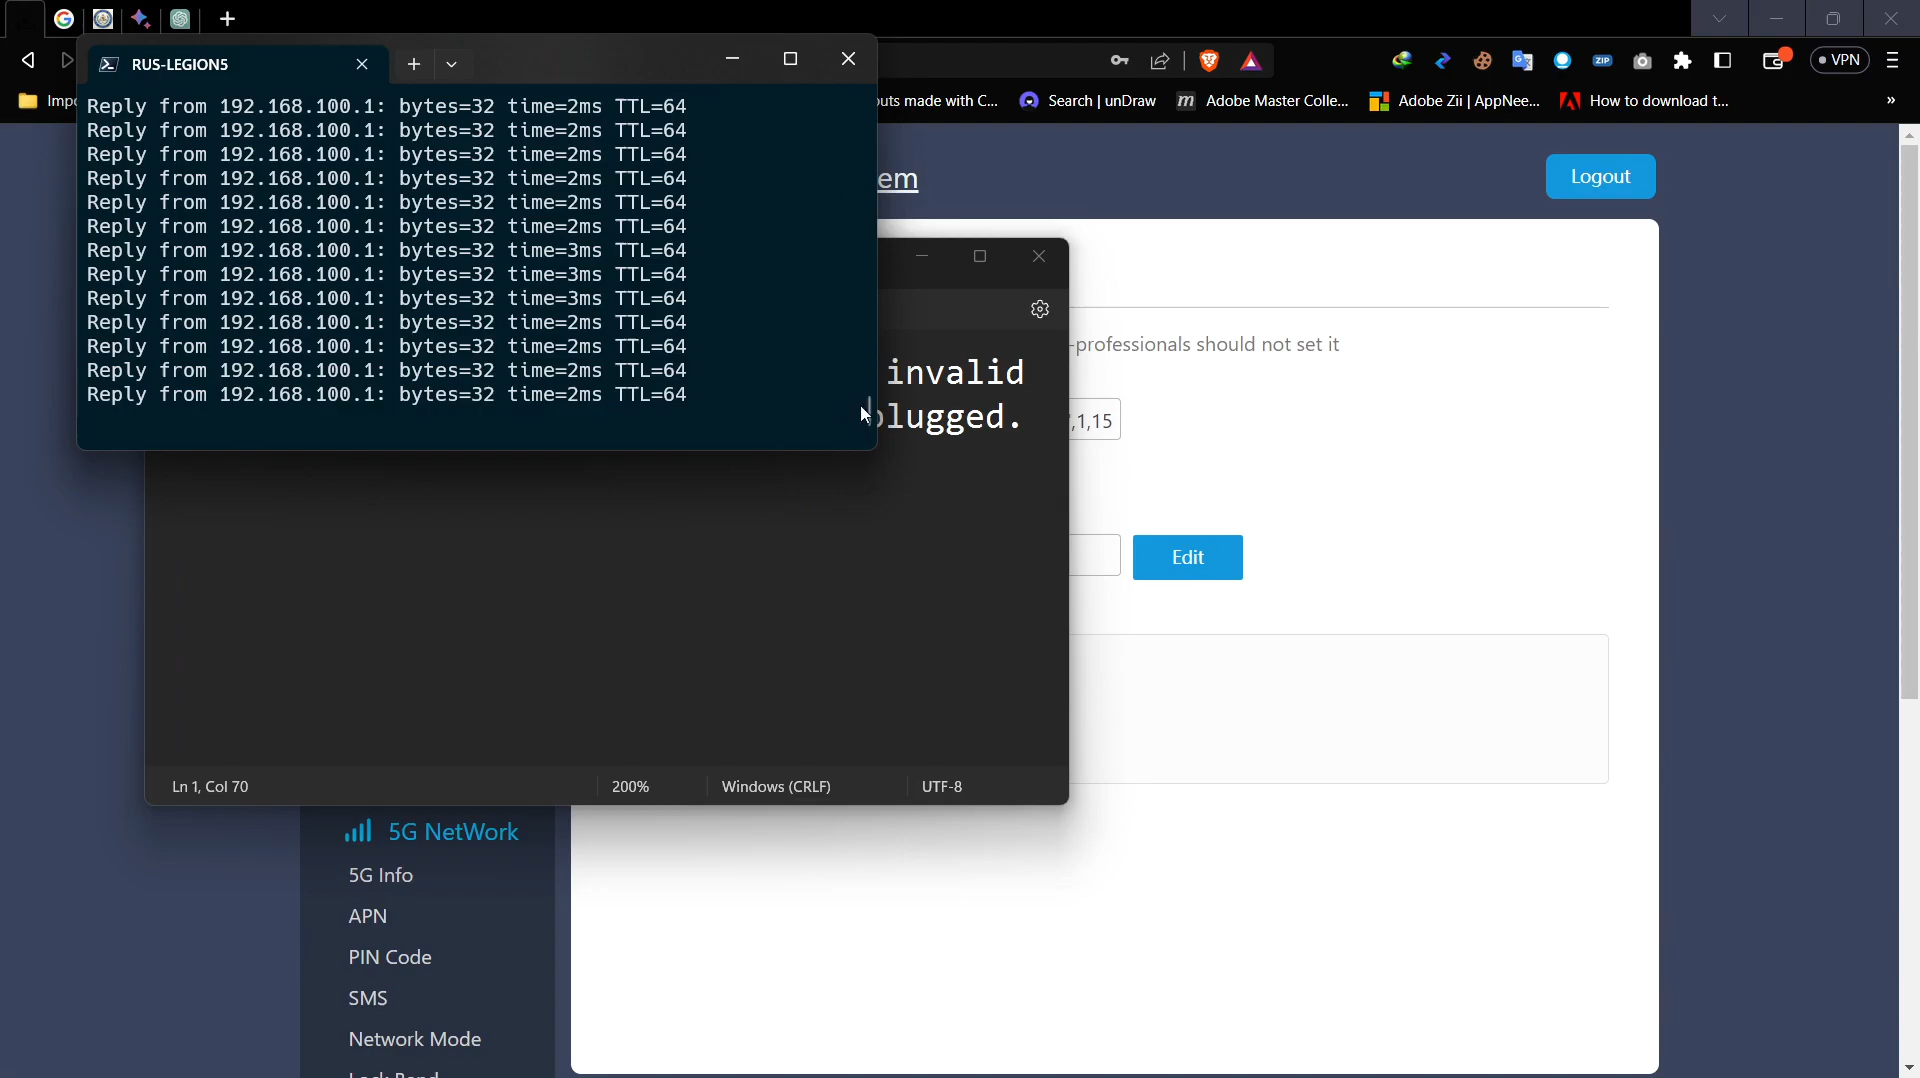 RUS-LEGION5
VPN
uts made with C...
Search | unDraw
Adobe Master Colle...
Adobe Zii | AppNee...
How to download t...
»
Reply from 192.168.100.1: bytes=32 time=2ms TTL=64
Reply from 192.168.100.1: bytes=32 time=2ms TTL=64
Reply from 192.168.100.1: bytes=32 time=2ms TTL=64
Reply from 192.168.100.1: bytes=32 time=2ms TTL=64
Reply from 192.168.100.1: bytes=32 time=2ms TTL=64
Reply from 192.168.100.1: bytes=32 time=2ms TTL=64
Reply from 192.168.100.1: bytes=32 time=3ms TTL=64
Reply from 192.168.100.1: bytes=32 time=3ms TTL=64
Reply from 192.168.100.1: bytes=32 time=3ms TTL=64
Reply from 192.168.100.1: bytes=32 time=2ms TTL=64
Reply from 192.168.100.1: bytes=32 time=2ms TTL=64
Reply from 192.168.100.1: bytes=32 time=2ms TTL=64
Reply from 192.168.100.1: bytes=32 time=2ms TTL=64
em
Logout
-professionals should not set it
invalid
plugged.
,1,15
Edit
Ln 1, Col 70
200%
Windows (CRLF)
UTF-8
5G NetWork
5G Info
APN
PIN Code
SMS
Network Mode
Lock Band